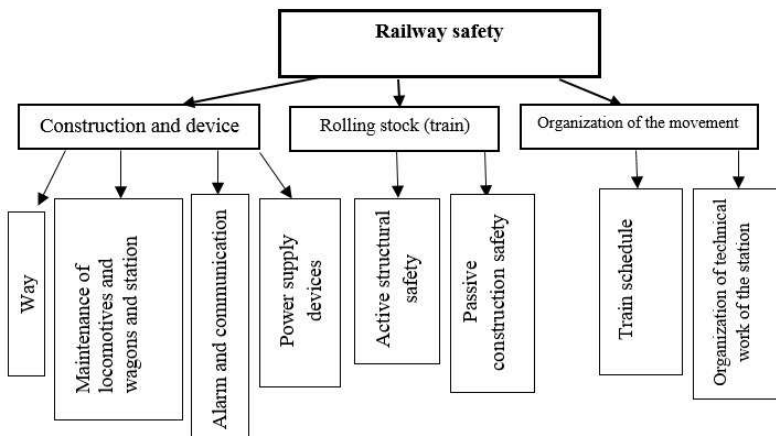 Railway safety
Construction and device
Rolling stock (train)
Organization of the movement
Way
Maintenance of
locomotives and
wagons and station
Alarm and communication
Power supply
devices
Active structural
safety
Passive
construction safety
Train schedule
Organization of technical
work of the station